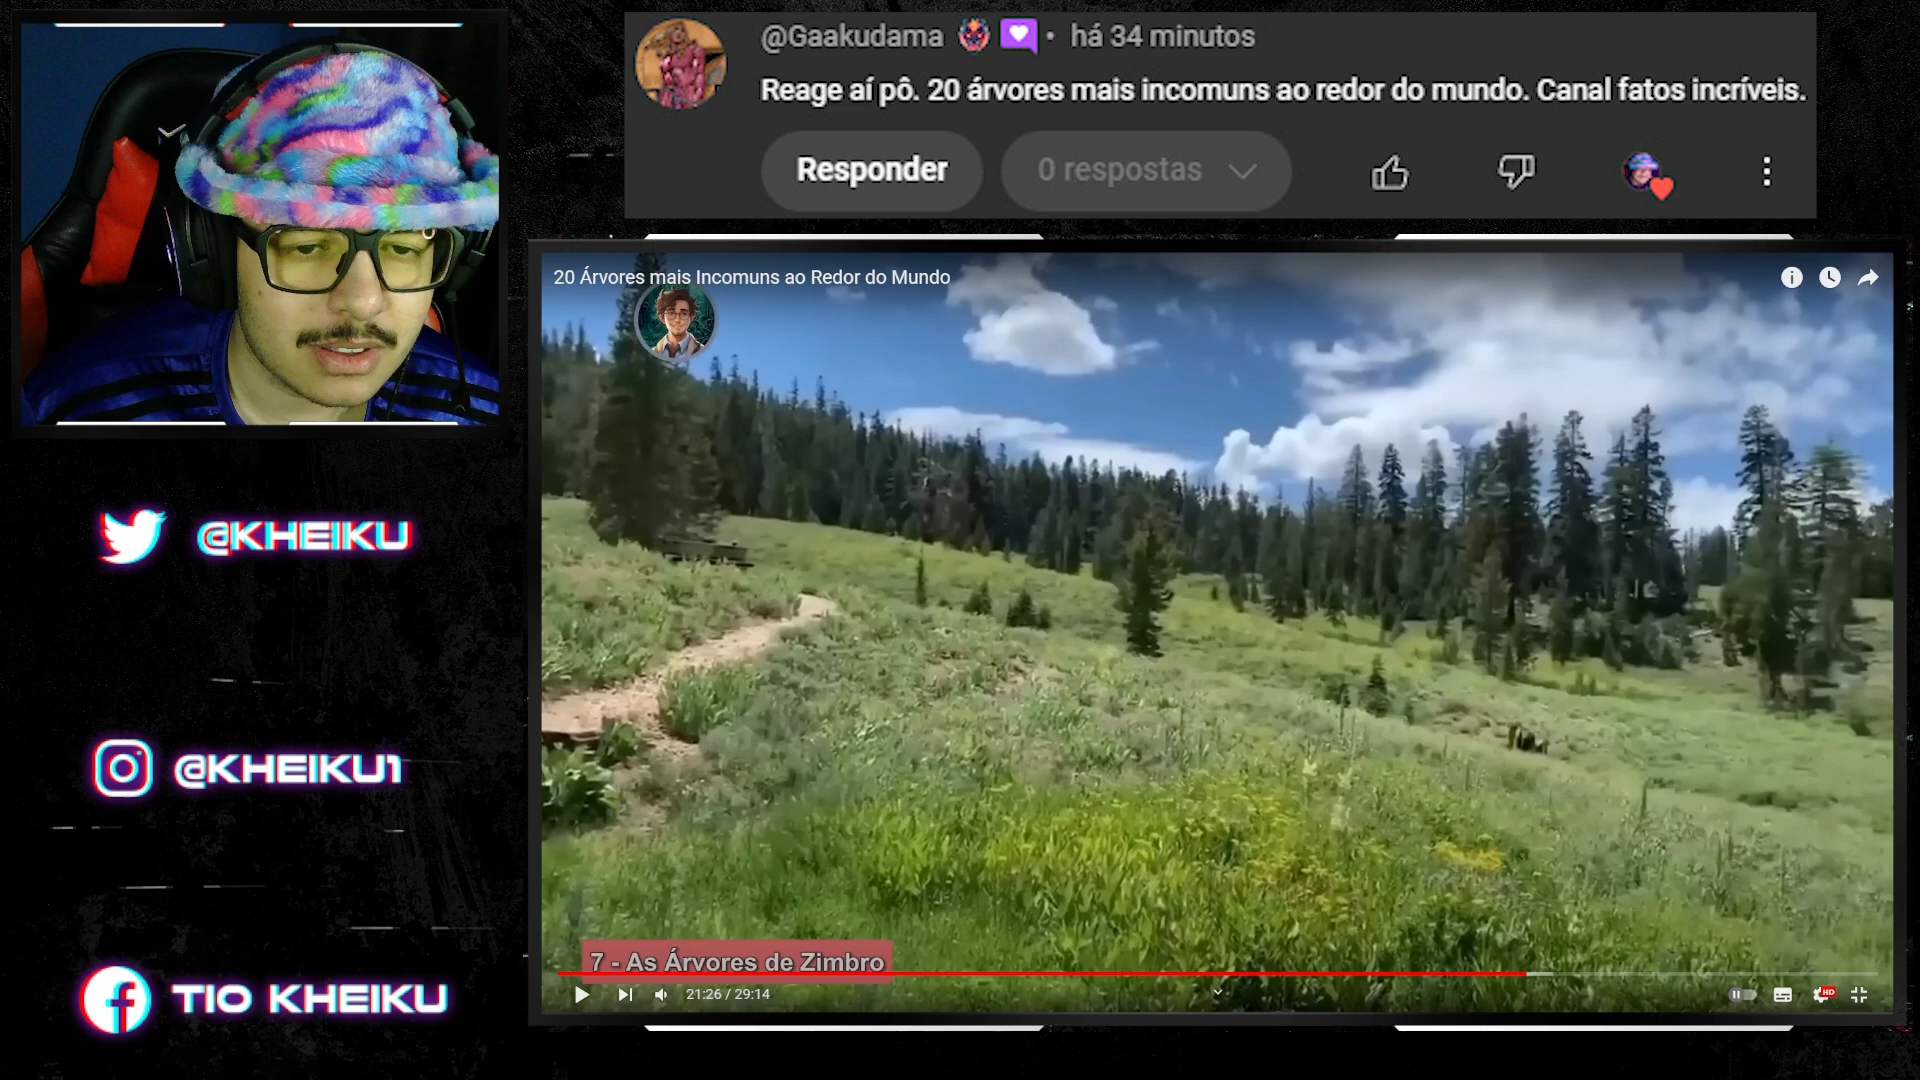 @Gaakudama • há 34 minutos
Reage aí pô. 20 árvores mais incomuns ao redor do mundo. Canal fatos incríveis.
Responder
0 respostas
20 Árvores mais Incomuns ao Redor do Mundo
@KHEIKU
@KHEIKU1
TIO KHEIKU
7 - As Árvores de Zimbro
21:26 / 29:14
HD